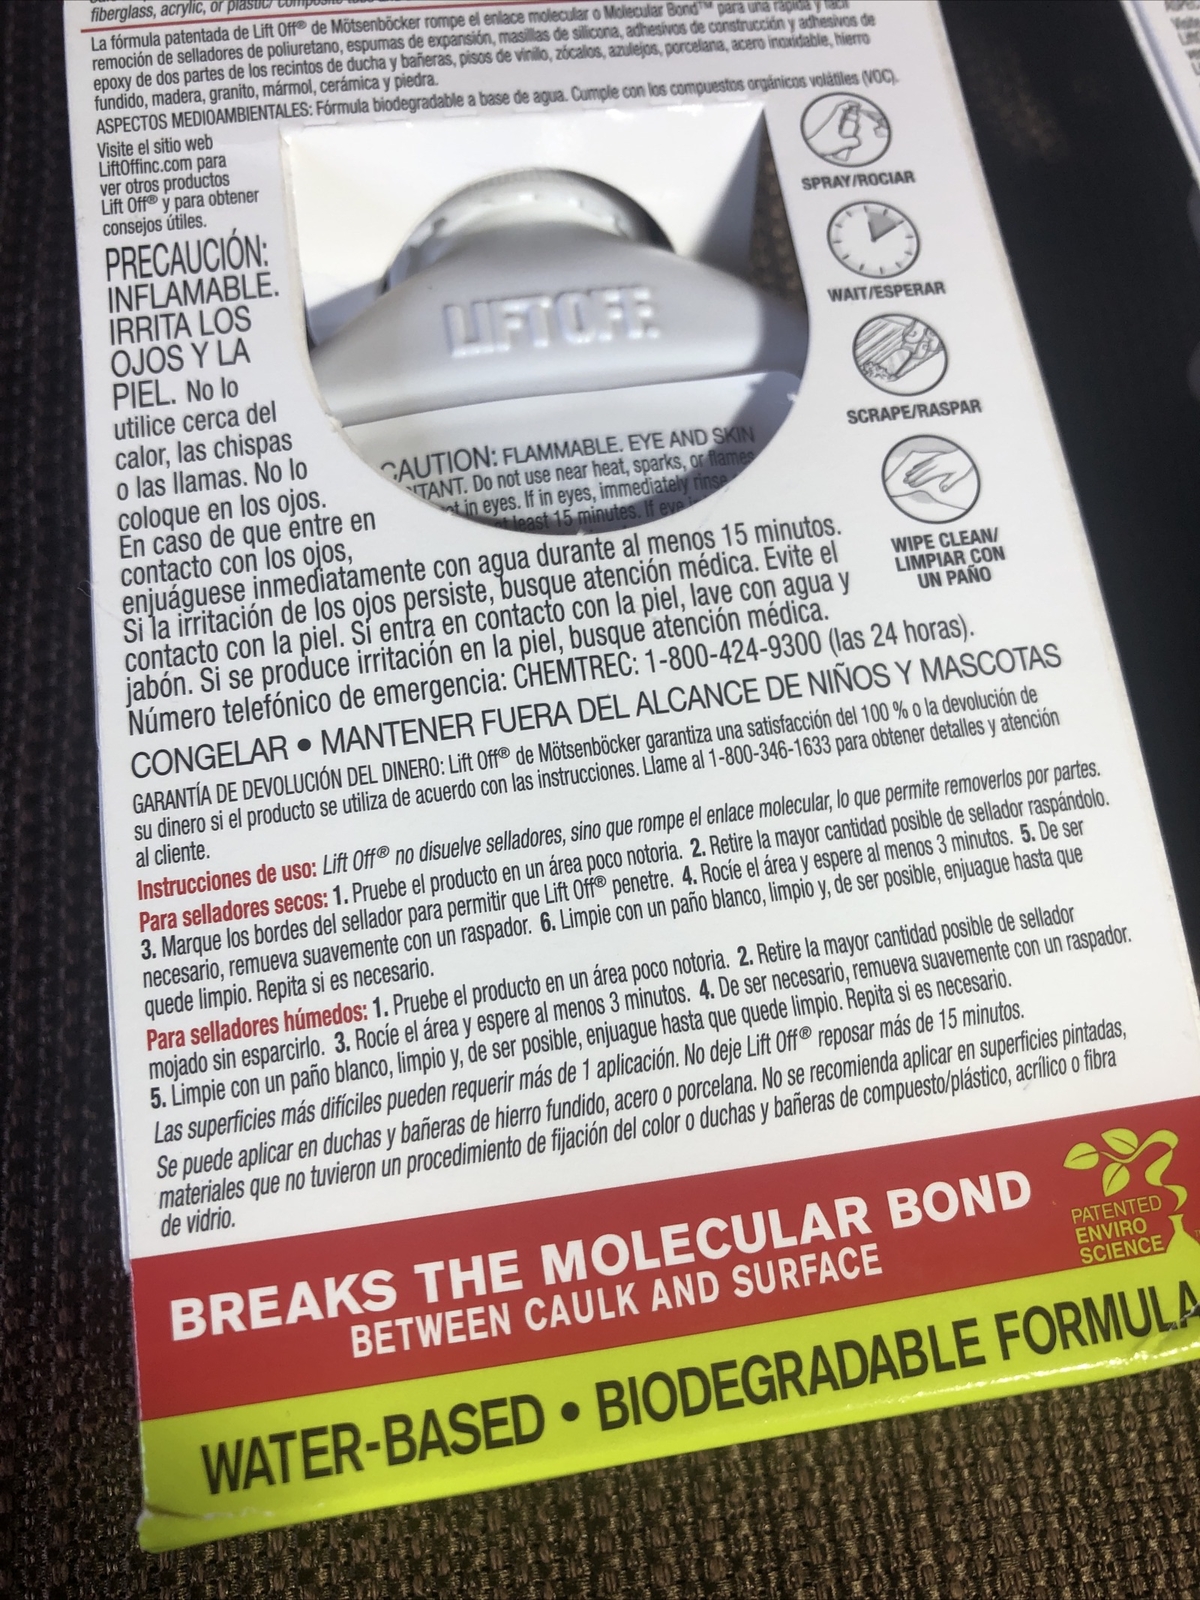 fiberglass, acrylic, or plastic/
La fórmula patentada de Lift Off® de Mötsenböcker rompe el enlace molecular o Molecular Bond™ para una rápida y fácil
remoción de selladores de poliuretano, espumas de expansión, masillas de silicona, adhesivos de construcción y adhesivos de
epoxy de dos partes de los recintos de ducha y bañeras, pisos de vinilo, zócalos, azulejos, porcelana, acero inoxidable, hierro
fundido, madera, granito, mármol, cerámica y piedra.
ASPECTOS MEDIOAMBIENTALES: Fórmula biodegradable a base de agua. Cumple con los compuestos orgánicos volátiles (VOC).
Visite el sitio web
LiftOffinc.com para
ver otros productos
Lift Off® y para obtener
consejos útiles.
PRECAUCIÓN:
INFLAMABLE.
IRRITA LOS
OJOS Y LA
PIEL. No lo
utilice cerca del
calor, las chispas
o las llamas. No lo
coloque en los ojos.
En caso de que entre en
contacto con los ojos,
enjuáguese inmediatamente con agua durante al menos 15 minutos.
Si la irritación de los ojos persiste, busque atención médica. Evite el
contacto con la piel. Si entra en contacto con la piel, lave con agua y
jabón. Si se produce irritación en la piel, busque atención médica.
Número telefónico de emergencia: CHEMTREC: 1-800-424-9300 (las 24 horas).
CONGELAR • MANTENER FUERA DEL ALCANCE DE NIÑOS Y MASCOTAS
GARANTÍA DE DEVOLUCIÓN DEL DINERO: Lift Off® de Mötsenböcker garantiza una satisfacción del 100 % o la devolución de
su dinero si el producto se utiliza de acuerdo con las instrucciones. Llame al 1-800-346-1633 para obtener detalles y atención
al cliente.
Instrucciones de uso: Lift Off® no disuelve selladores, sino que rompe el enlace molecular, lo que permite removerlos por partes.
Para selladores secos: 1. Pruebe el producto en un área poco notoria. 2. Retire la mayor cantidad posible de sellador raspándolo.
3. Marque los bordes del sellador para permitir que Lift Off® penetre. 4. Rocíe el área y espere al menos 3 minutos. 5. De ser
necesario, remueva suavemente con un raspador. 6. Limpie con un paño blanco, limpio y, de ser posible, enjuague hasta que
quede limpio. Repita si es necesario.
Para selladores húmedos: 1. Pruebe el producto en un área poco notoria. 2. Retire la mayor cantidad posible de sellador
mojado sin esparcirlo. 3. Rocíe el área y espere al menos 3 minutos. 4. De ser necesario, remueva suavemente con un raspador.
5. Limpie con un paño blanco, limpio y, de ser posible, enjuague hasta que quede limpio. Repita si es necesario.
Las superficies más difíciles pueden requerir más de 1 aplicación. No deje Lift Off® reposar más de 15 minutos.
Se puede aplicar en duchas y bañeras de hierro fundido, acero o porcelana. No se recomienda aplicar en superficies pintadas,
materiales que no tuvieron un procedimiento de fijación del color o duchas y bañeras de compuesto/plástico, acrílico o fibra
de vidrio.
LIFT OFF
CAUTION: FLAMMABLE. EYE AND SKIN
Do not use near heat, sparks, or flames
in eyes. If in eyes, immediately rinse
least 15 minutes. If eye
SPRAY/ROCIAR
WAIT/ESPERAR
SCRAPE/RASPAR
WIPE CLEAN/
LIMPIAR CON
UN PAÑO
BREAKS THE MOLECULAR BOND
BETWEEN CAULK AND SURFACE
PATENTED
ENVIRO
SCIENCE
WATER-BASED • BIODEGRADABLE FORMULA